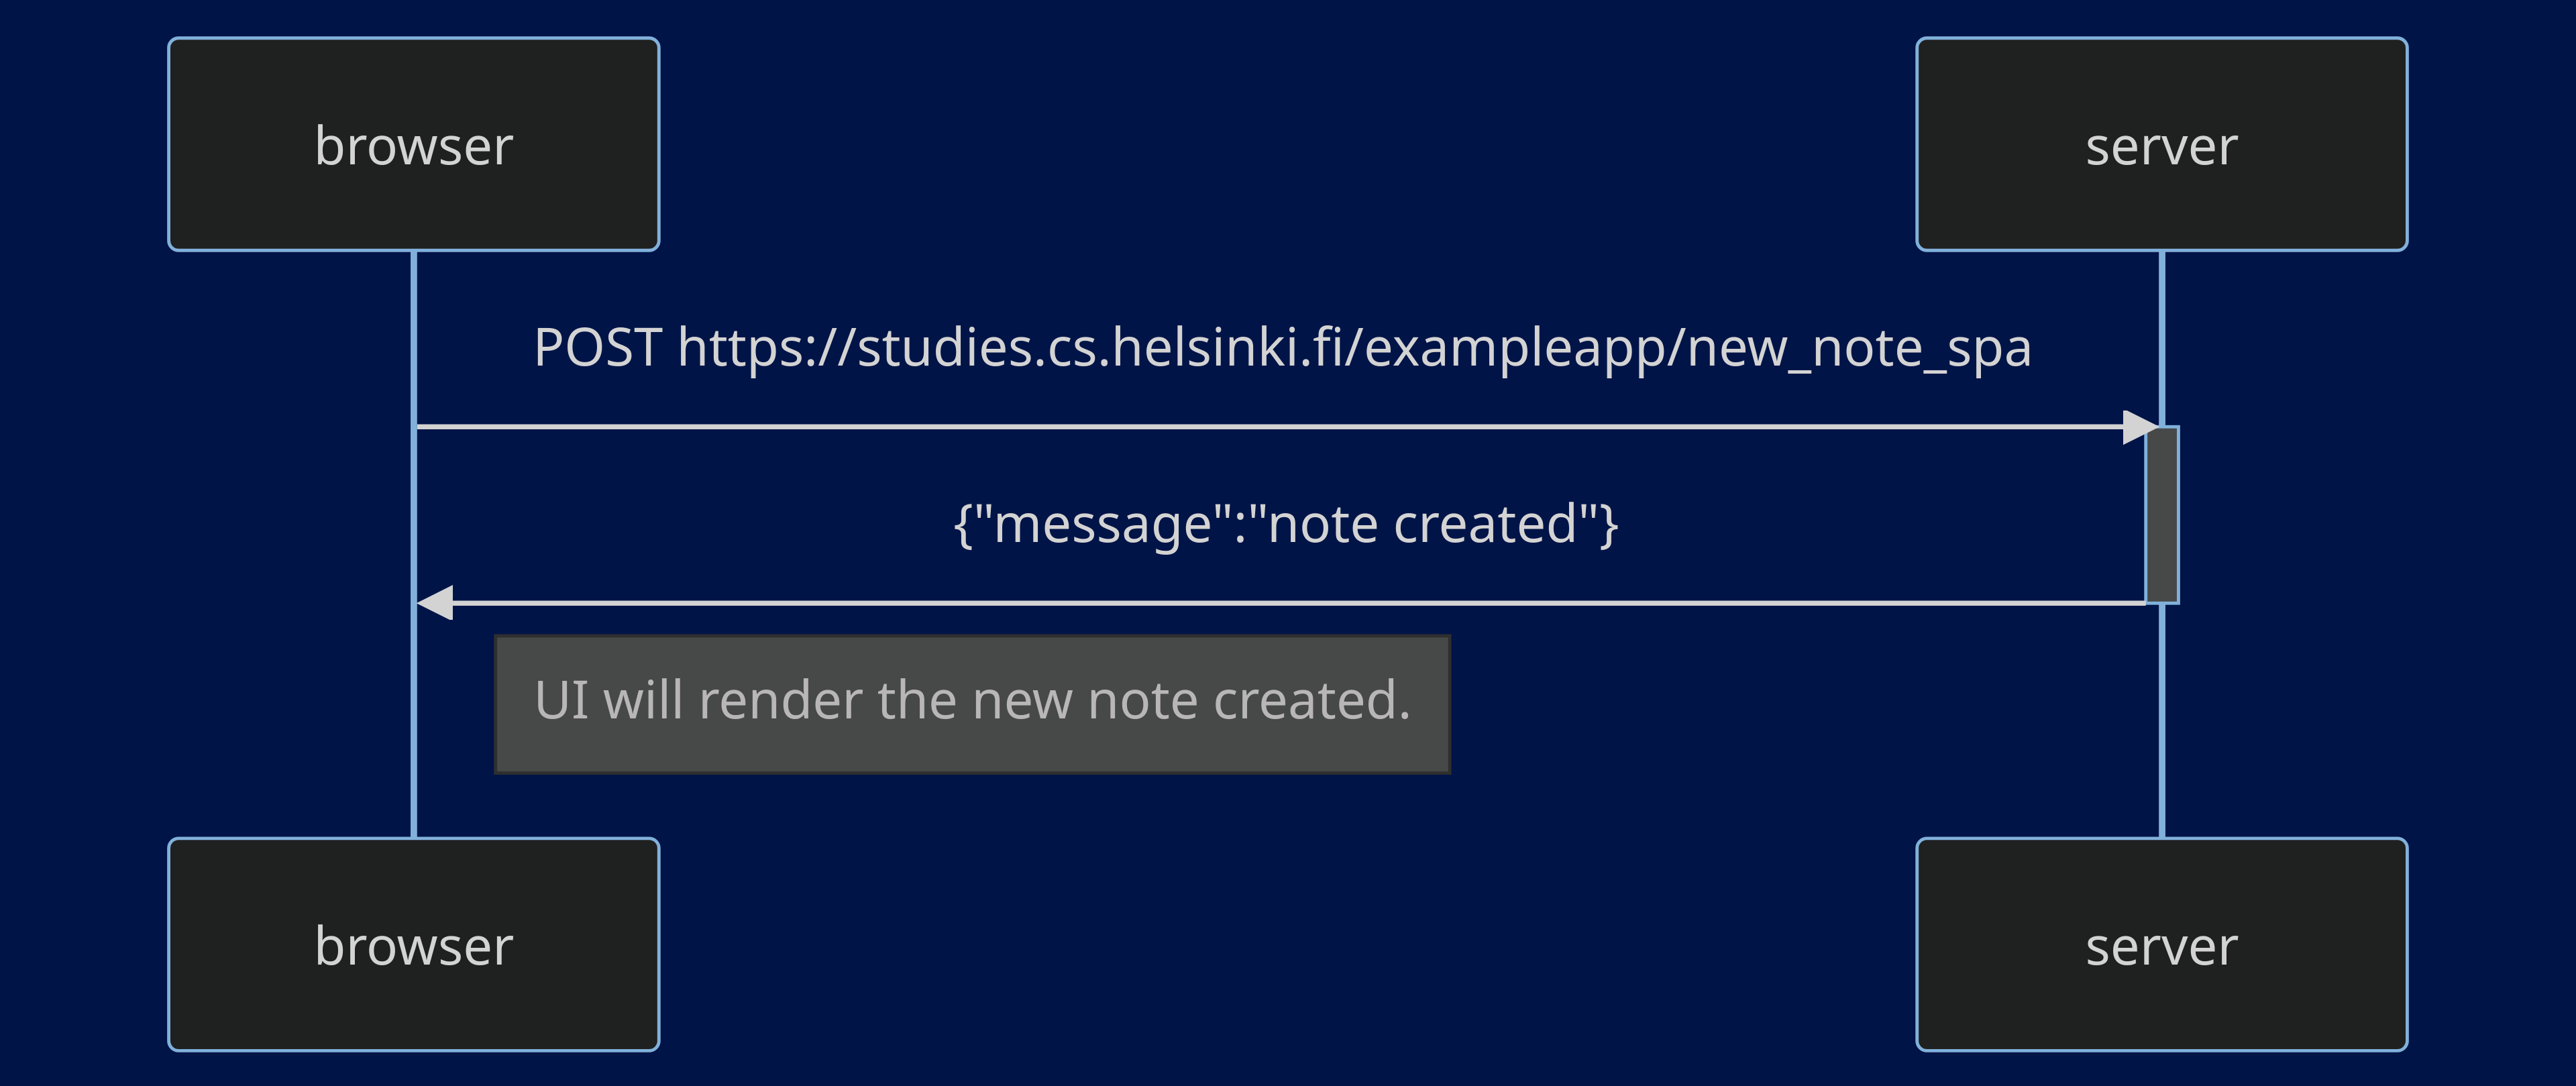 browser
server
POST https://studies.cs.helsinki.fi/exampleapp/new_note_spa
{"message":"note created"}
UI will render the new note created.
browser
server